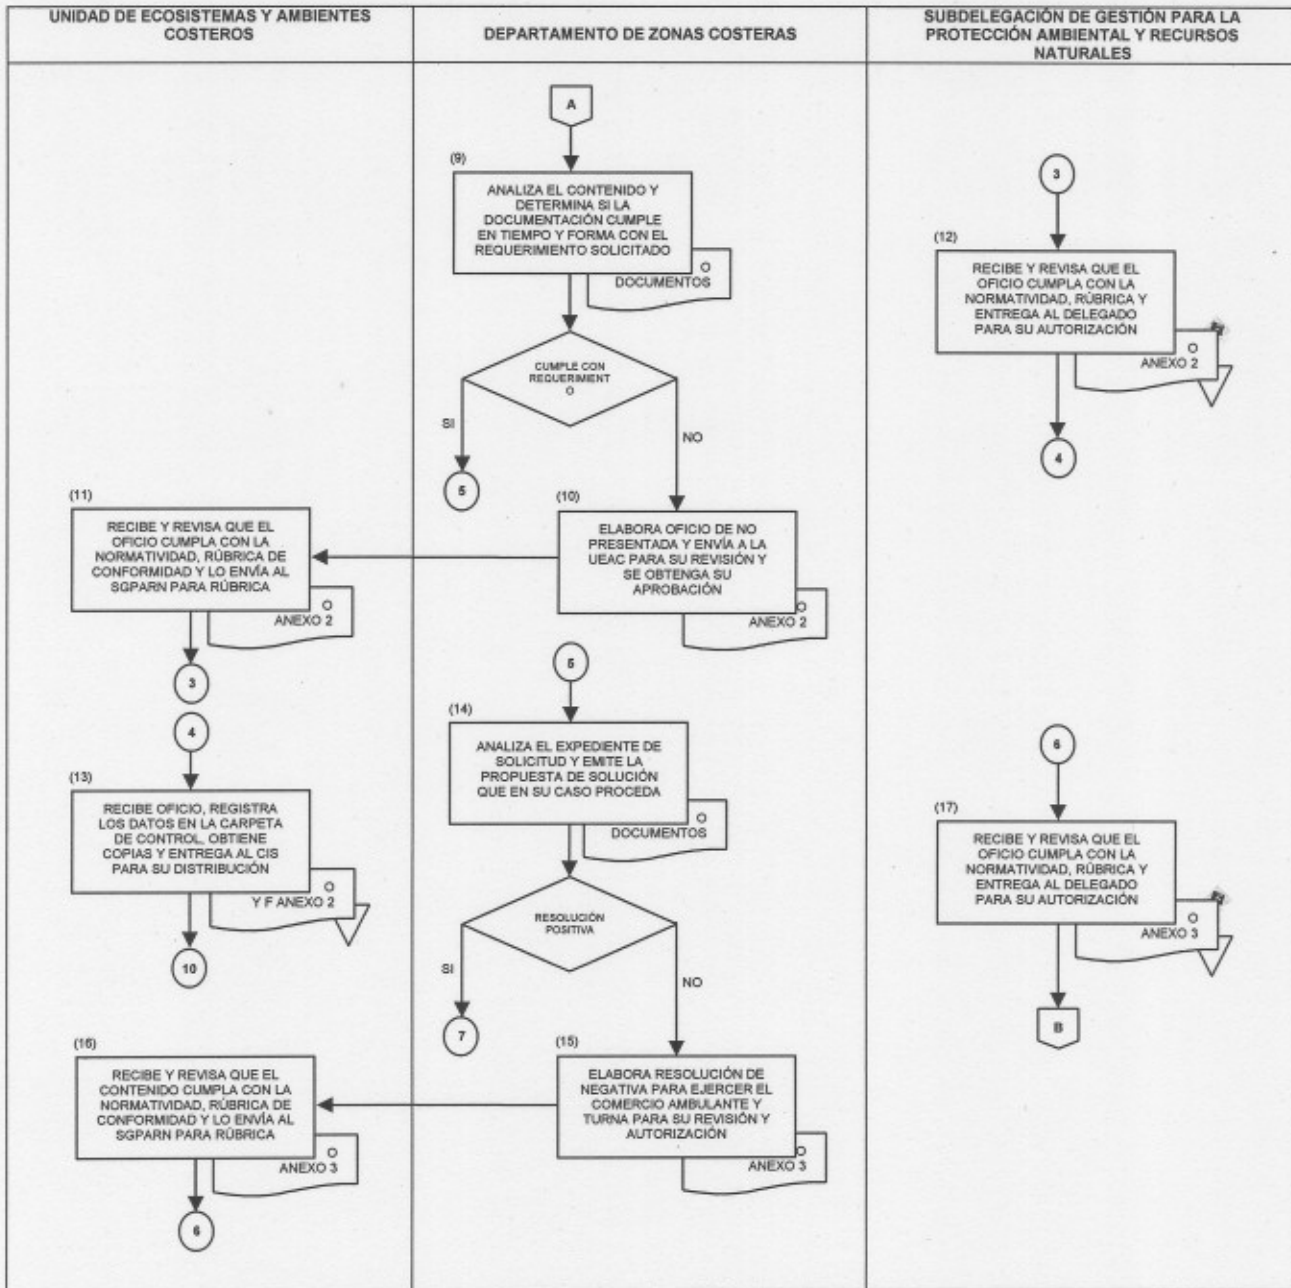 UNIDAD DE ECOSISTEMAS Y AMBIENTES
COSTEROS
DEPARTAMENTO DE ZONAS COSTERAS
SUBDELEGACIÓN DE GESTIÓN PARA LA
PROTECCIÓN AMBIENTAL Y RECURSOS
NATURALES
A
(9)
ANALIZA EL CONTENIDO Y
DETERMINA SI LA
DOCUMENTACIÓN CUMPLE
EN TIEMPO Y FORMA CON EL
REQUERIMIENTO SOLICITADO
O
DOCUMENTOS
CUMPLE CON
REQUERIMIENT
O
SI
NO
5
3
(12)
RECIBE Y REVISA QUE EL
OFICIO CUMPLA CON LA
NORMATIVIDAD, RÚBRICA Y
ENTREGA AL DELEGADO
PARA SU AUTORIZACIÓN
O
ANEXO 2
4
(11)
RECIBE Y REVISA QUE EL
OFICIO CUMPLA CON LA
NORMATIVIDAD, RÚBRICA DE
CONFORMIDAD Y LO ENVÍA AL
SGPARN PARA RÚBRICA
O
ANEXO 2
3
(10)
ELABORA OFICIO DE NO
PRESENTADA Y ENVÍA A LA
UEAC PARA SU REVISIÓN Y
SE OBTENGA SU
APROBACIÓN
O
ANEXO 2
4
(13)
RECIBE OFICIO, REGISTRA
LOS DATOS EN LA CARPETA
DE CONTROL, OBTIENE
COPIAS Y ENTREGA AL CIS
PARA SU DISTRIBUCIÓN
O
Y F ANEXO 2
10
5
(14)
ANALIZA EL EXPEDIENTE DE
SOLICITUD Y EMITE LA
PROPUESTA DE SOLUCIÓN
QUE EN SU CASO PROCEDA
O
DOCUMENTOS
RESOLUCIÓN
POSITIVA
SI
NO
7
6
(17)
RECIBE Y REVISA QUE EL
OFICIO CUMPLA CON LA
NORMATIVIDAD, RÚBRICA Y
ENTREGA AL DELEGADO
PARA SU AUTORIZACIÓN
O
ANEXO 3
B
(16)
RECIBE Y REVISA QUE EL
CONTENIDO CUMPLA CON LA
NORMATIVIDAD, RÚBRICA DE
CONFORMIDAD Y LO ENVÍA AL
SGPARN PARA RÚBRICA
O
ANEXO 3
6
(15)
ELABORA RESOLUCIÓN DE
NEGATIVA PARA EJERCER EL
COMERCIO AMBULANTE Y
TURNA PARA SU REVISIÓN Y
AUTORIZACIÓN
O
ANEXO 3